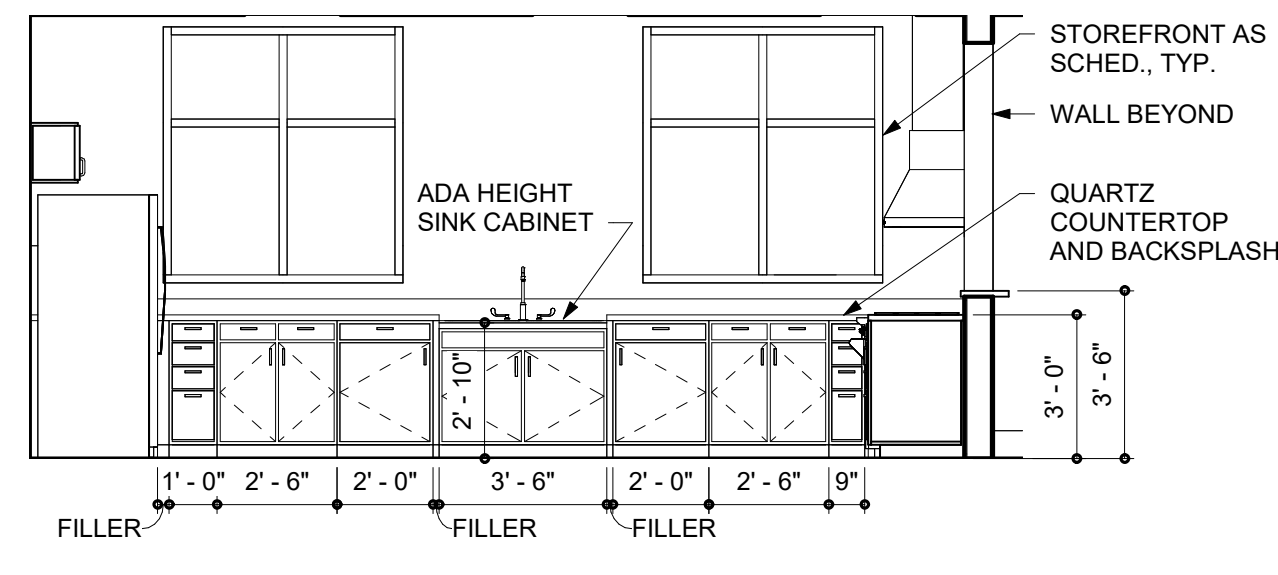 STOREFRONT AS
SCHED., TYP.
WALL BEYOND
ADA HEIGHT
SINK CABINET
QUARTZ
COUNTERTOP
AND BACKSPLASH
2' - 10"
3' - 0"
3' - 6"
1' - 0" 2' - 6" 2' - 0" 3' - 6" 2' - 0" 2' - 6" 9"
FILLER FILLER FILLER